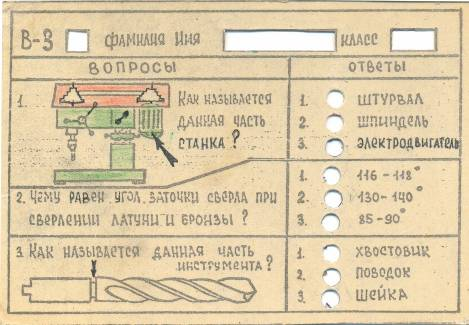 В-3 ФАМИЛИЯ ИМЯ КЛАСС
ВОПРОСЫ
1. КАК НАЗЫВАЕТСЯ
ДАННАЯ ЧАСТЬ
СТАНКА?
2. ЧЕМУ РАВЕН УГОЛ ЗАТОЧКИ СВЕРЛА ПРИ
СВЕРЛЕНИИ ЛАТУНИ И БРОНЗЫ?
3. КАК НАЗЫВАЕТСЯ ДАННАЯ ЧАСТЬ
ИНСТРУМЕНТА?
ОТВЕТЫ
1. ШТУРВАЛ
2. ШПИНДЕЛЬ
3. ЭЛЕКТРОДВИГАТЕЛЬ
1. 116-118°
2. 130-140°
3. 85-90°
1. ХВОСТОВИК
2. ПОВОДОК
3. ШЕЙКА